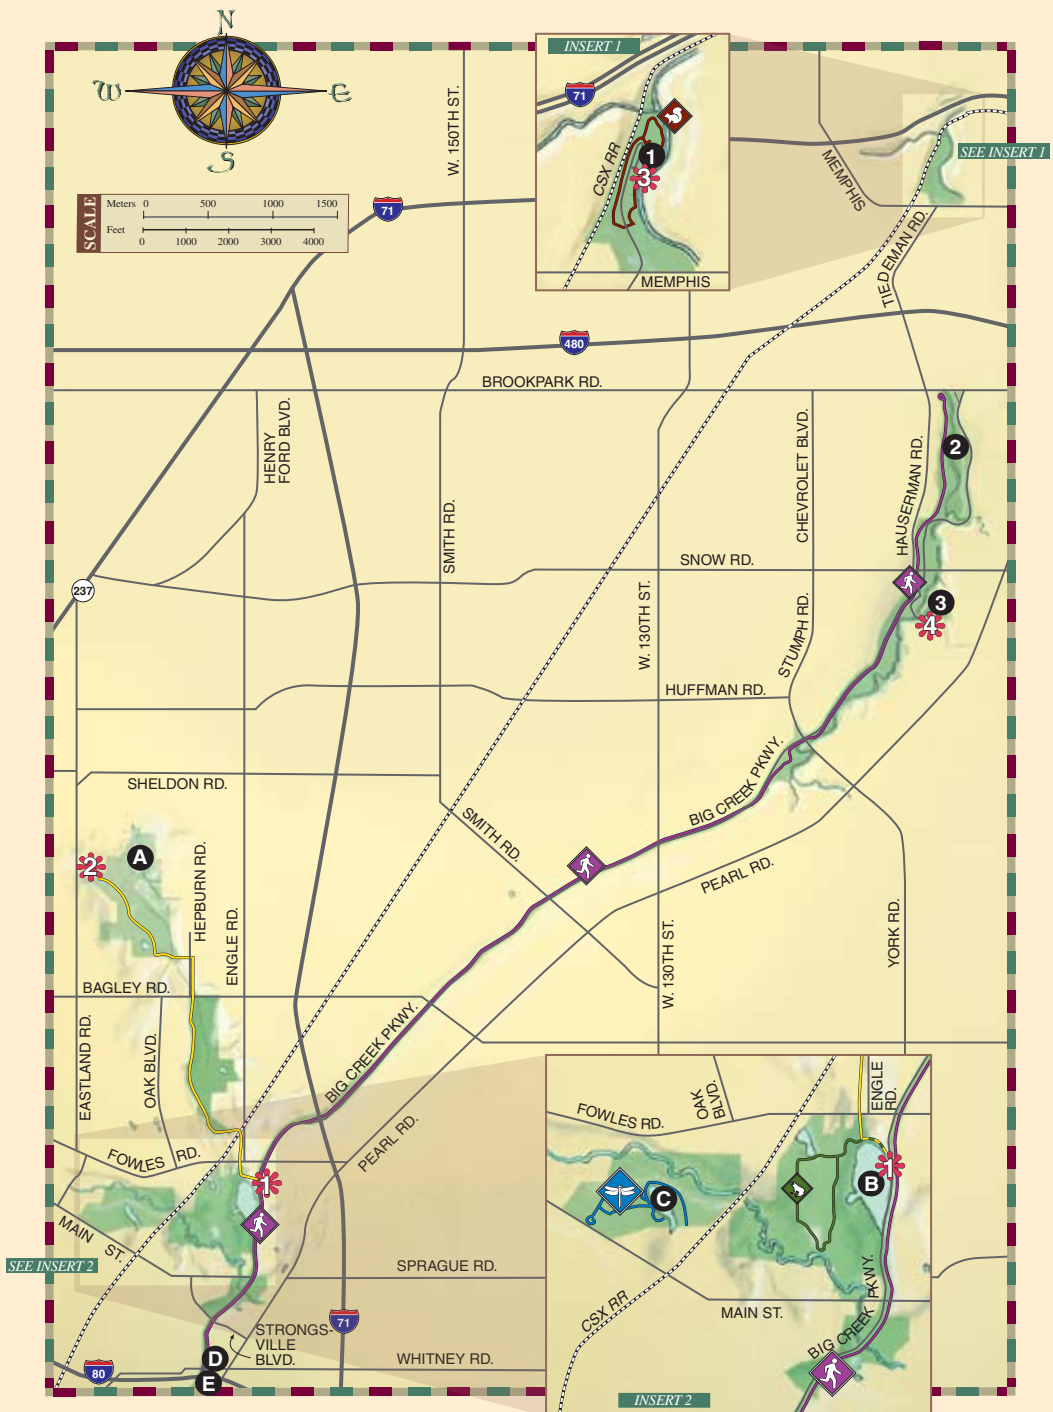 N
W
E
S
SCALE
Meters 0 500 1000 1500
Feet
0 1000 2000 3000 4000
INSERT 1
71
CSX RR
1
3
MEMPHIS
W. 150TH ST.
71
MEMPHIS
SEE INSERT 1
TIEDEMAN RD.
480
BROOKPARK RD.
HENRY
FORD BLVD.
SMITH RD.
CHEVROLET BLVD.
HAUSERMAN RD.
2
SNOW RD.
237
W. 130TH ST.
STUMPH RD.
3
4
HUFFMAN RD.
SHELDON RD.
BIG CREEK PKWY.
SMITH RD.
2
A
HEPBURN RD.
ENGLE RD.
PEARL RD.
YORK RD.
W. 130TH ST.
BAGLEY RD.
EASTLAND RD.
OAK BLVD.
BIG CREEK PKWY.
PEARL RD.
FOWLES RD.
1
MAIN ST.
SEE INSERT 2
SPRAGUE RD.
71
STRONGS-
VILLE
BLVD.
WHITNEY RD.
80
D
E
OAK
BLVD.
ENGLE
RD.
FOWLES RD.
1
B
C
CSX RR
MAIN ST.
BIG CREEK PKWY.
INSERT 2